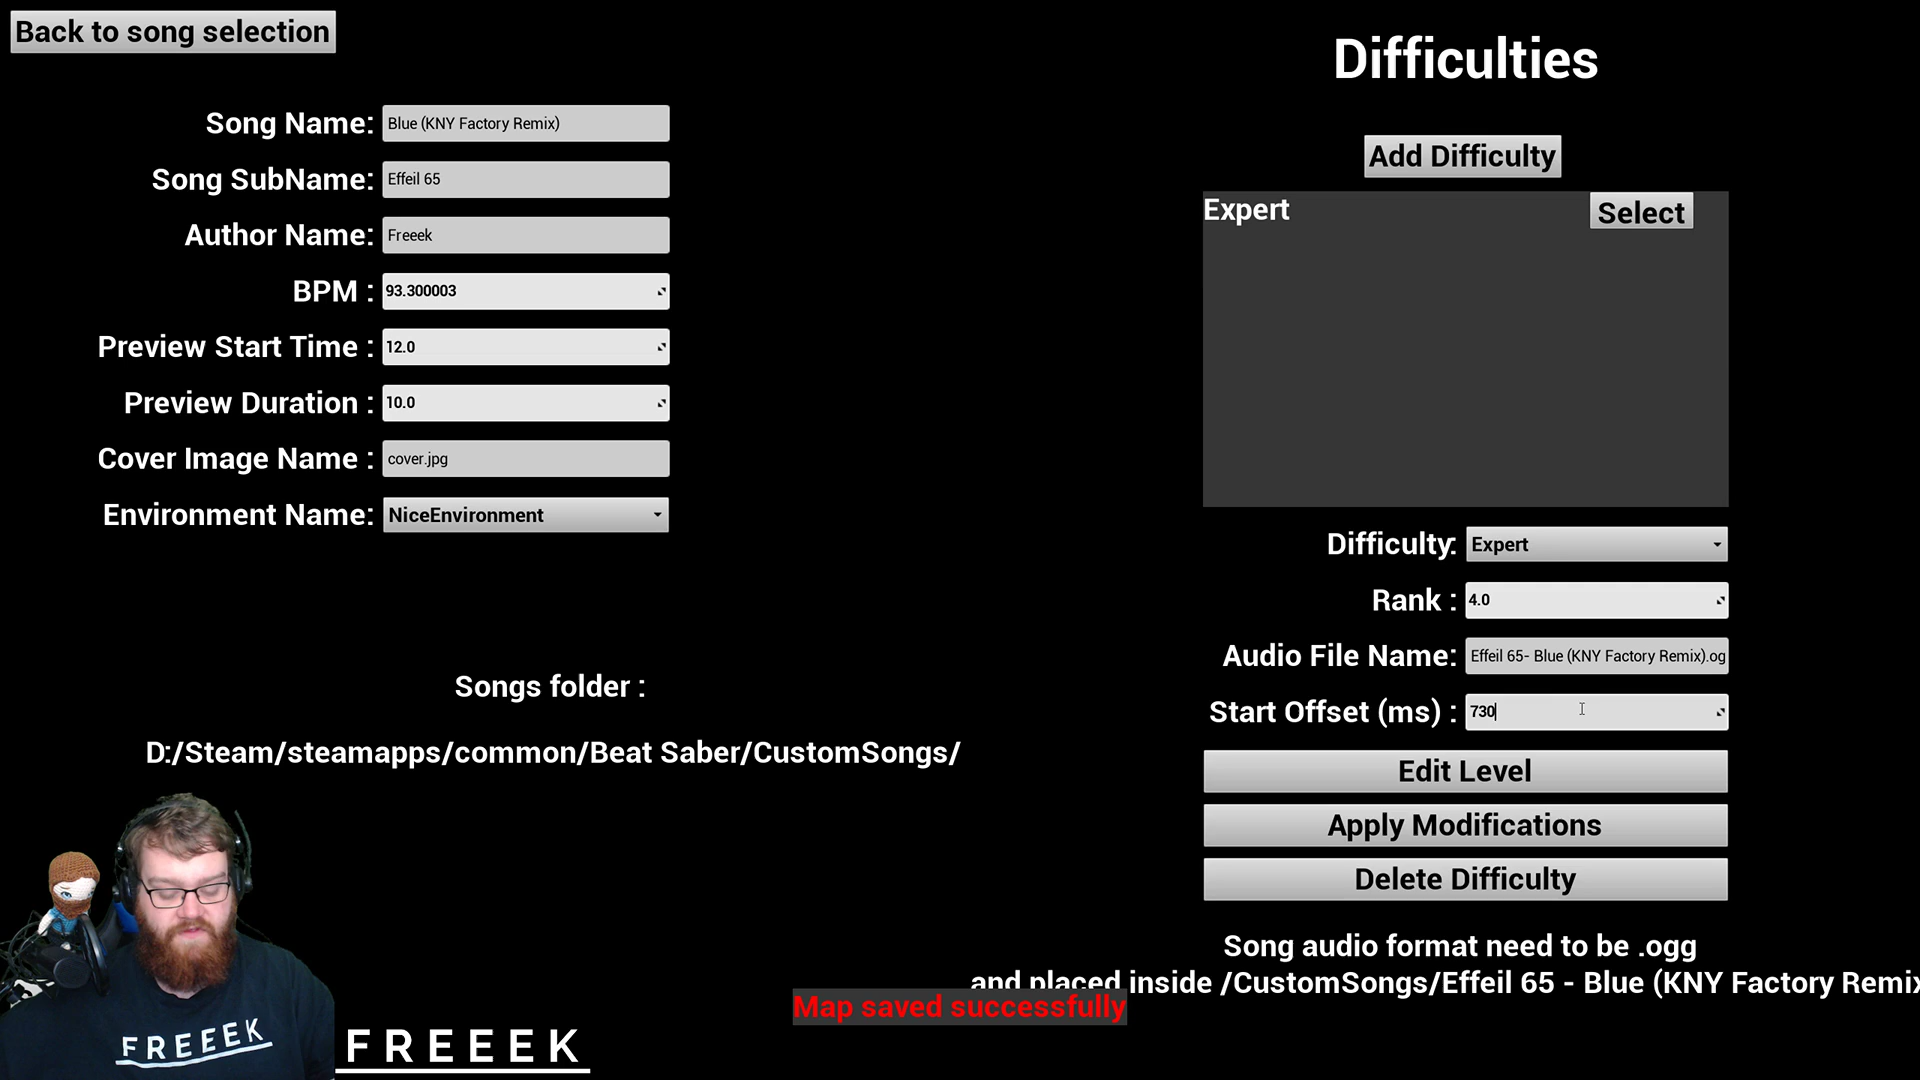 Back to song selection
Song Name: Blue (KNY Factory Remix)
Song SubName: Effeil 65
Author Name: Freeek
BPM : 93.300003
Preview Start Time : 12.0
Preview Duration : 10.0
Cover Image Name : cover.jpg
Environment Name: NiceEnvironment
Songs folder :
D:/Steam/steamapps/common/Beat Saber/CustomSongs/
Difficulties
Add Difficulty
Expert Select
Difficulty: Expert
Rank : 4.0
Audio File Name: Effeil 65- Blue (KNY Factory Remix).og
Start Offset (ms) : 730
Edit Level
Apply Modifications
Delete Difficulty
Song audio format need to be .ogg
and placed inside /CustomSongs/Effeil 65 - Blue (KNY Factory Remix
Map saved successfully
FREEEK
FREEEK